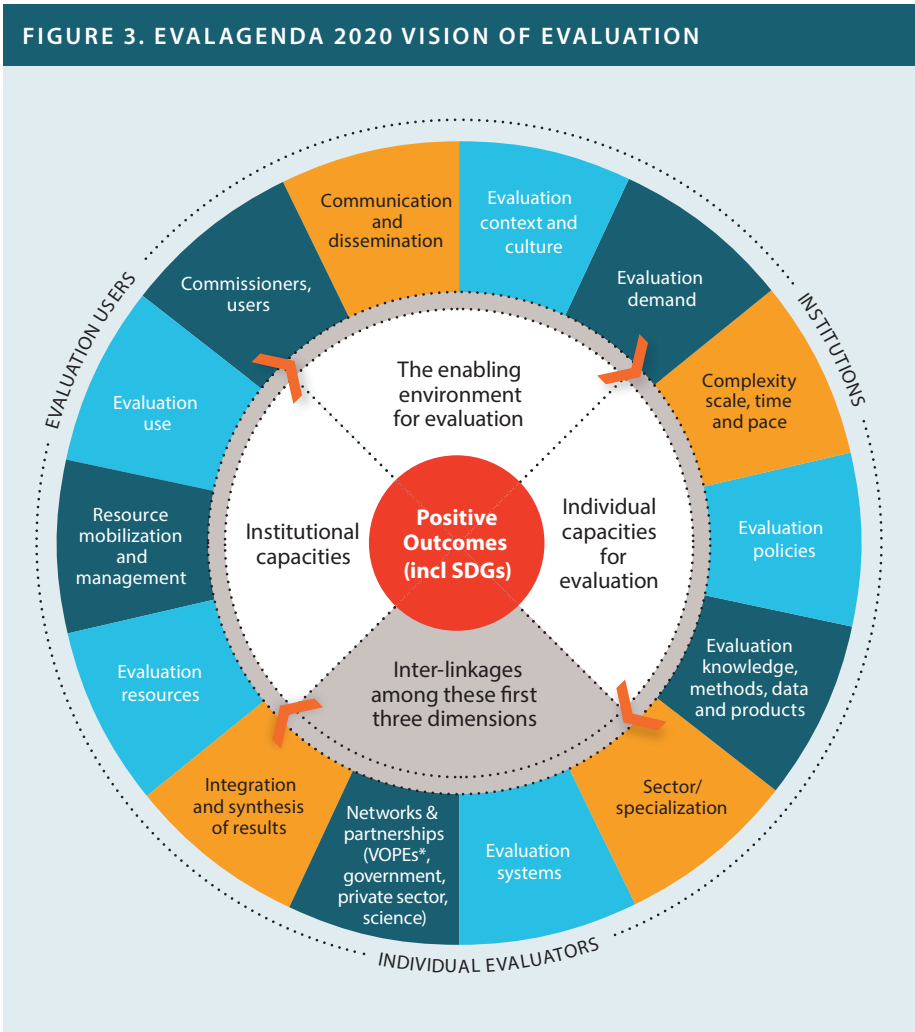 FIGURE 3. EVALAGENDA 2020 VISION OF EVALUATION
EVALUATION USERS
INSTITUTIONS
INDIVIDUAL EVALUATORS
Communication
and
dissemination
Evaluation
context and
culture
Evaluation
demand
Complexity
scale, time
and pace
Evaluation
policies
Evaluation
knowledge,
methods, data
and products
Sector/
specialization
Evaluation
systems
Networks &
partnerships
(VOPEs*,
government,
private sector,
science)
Integration
and synthesis
of results
Evaluation
resources
Resource
mobilization
and
management
Evaluation
use
Commissioners,
users
The enabling
environment
for evaluation
Individual
capacities
for
evaluation
Inter-linkages
among these first
three dimensions
Institutional
capacities
Positive
Outcomes
(incl SDGs)